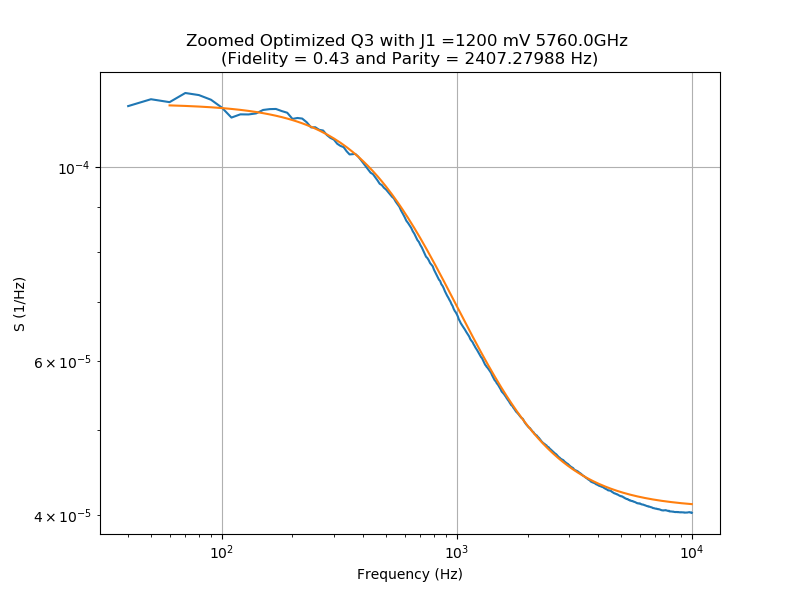 Zoomed Optimized Q3 with J1 =1200 mV 5760.0GHz
(Fidelity = 0.43 and Parity = 2407.27988 Hz)
S (1/Hz)
10⁻⁴
6 × 10⁻⁵
4 × 10⁻⁵
10² 10³ 10⁴
Frequency (Hz)